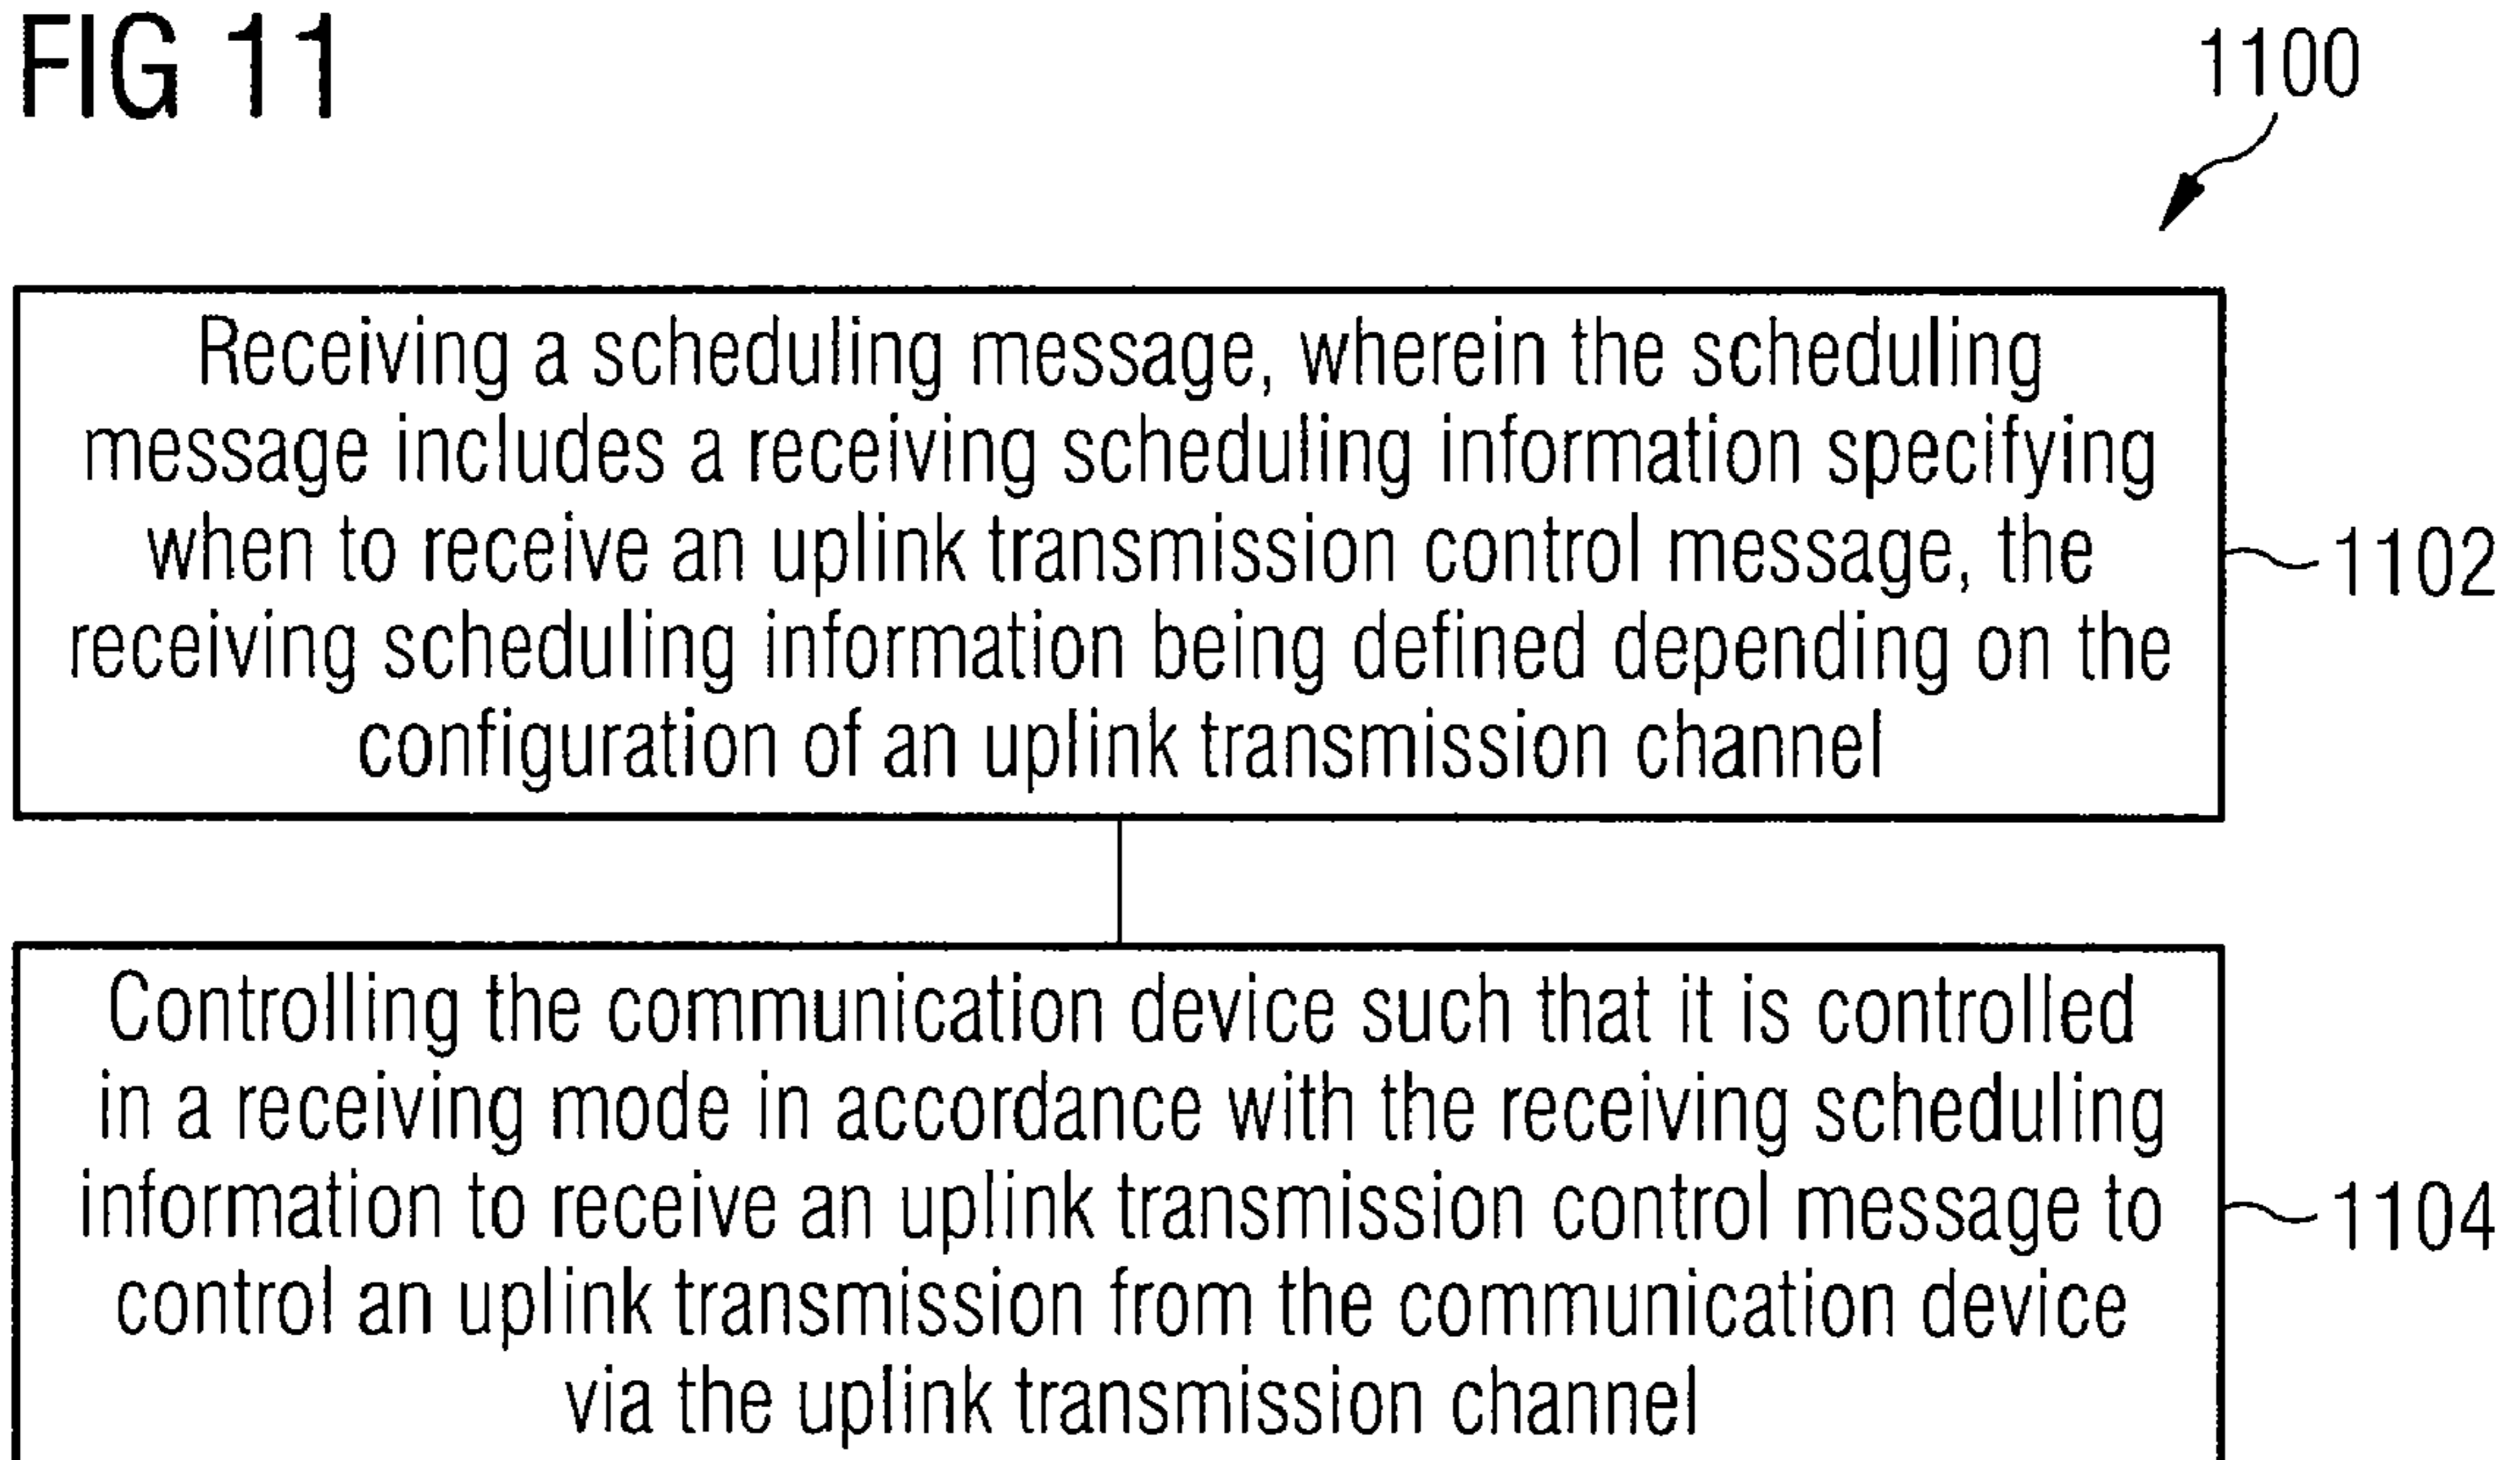 FIG 11
1100
Receiving a scheduling message, wherein the scheduling
message includes a receiving scheduling information specifying
when to receive an uplink transmission control message, the
receiving scheduling information being defined depending on the
configuration of an uplink transmission channel
1102
Controlling the communication device such that it is controlled
in a receiving mode in accordance with the receiving scheduling
information to receive an uplink transmission control message to
control an uplink transmission from the communication device
via the uplink transmission channel
1104